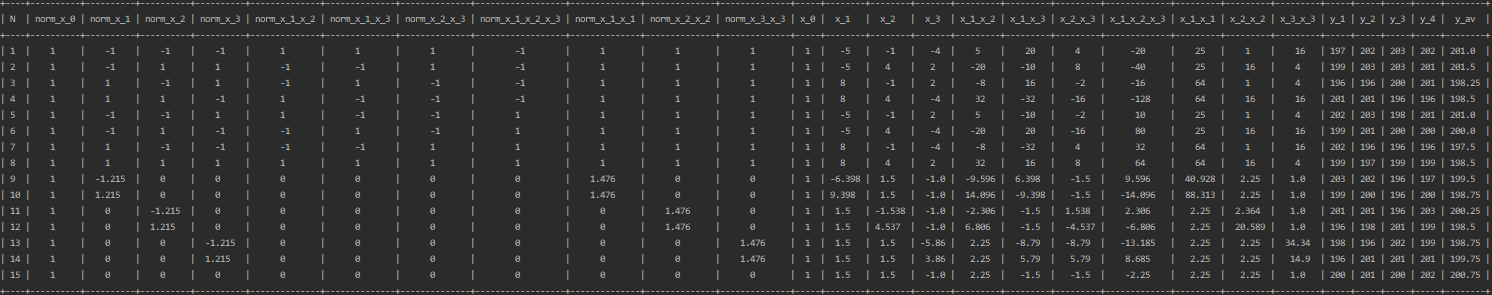 | N | norm_x_0 | norm_x_1 | norm_x_2 | norm_x_3 | norm_x_1_x_2 | norm_x_1_x_3 | norm_x_2_x_3 | norm_x_1_x_2_x_3 | norm_x_1_x_1 | norm_x_2_x_2 | norm_x_3_x_3 | x_0 | x_1 | x_2 | x_3 | x_1_x_2 | x_1_x_3 | x_2_x_3 | x_1_x_2_x_3 | x_1_x_1 | x_2_x_2 | x_3_x_3 | y_1 | y_2 | y_3 | y_4 | y_av |
| 1 | 1 | -1 | -1 | -1 | 1 | 1 | 1 | -1 | 1 | 1 | 1 | 1 | -5 | -1 | -4 | 5 | 20 | 4 | -20 | 25 | 1 | 16 | 197 | 202 | 203 | 202 | 201.0 |
| 2 | 1 | -1 | 1 | 1 | -1 | -1 | 1 | -1 | 1 | 1 | 1 | 1 | -5 | 4 | 2 | -20 | -10 | 8 | -40 | 25 | 16 | 4 | 199 | 203 | 203 | 201 | 201.5 |
| 3 | 1 | 1 | -1 | 1 | -1 | 1 | -1 | -1 | 1 | 1 | 1 | 1 | 8 | -1 | 2 | -8 | 16 | -2 | -16 | 64 | 1 | 4 | 196 | 201 | 200 | 196 | 198.25 |
| 4 | 1 | 1 | 1 | -1 | 1 | -1 | -1 | -1 | 1 | 1 | 1 | 1 | 8 | 4 | -4 | 32 | -32 | -16 | -128 | 64 | 16 | 16 | 201 | 201 | 196 | 196 | 198.5 |
| 5 | 1 | -1 | -1 | 1 | 1 | -1 | -1 | 1 | 1 | 1 | 1 | 1 | -5 | -1 | 2 | 5 | -10 | -2 | 10 | 25 | 1 | 4 | 202 | 203 | 198 | 201 | 201.0 |
| 6 | 1 | -1 | 1 | -1 | -1 | 1 | -1 | 1 | 1 | 1 | 1 | 1 | -5 | 4 | -4 | -20 | 20 | -16 | 80 | 25 | 16 | 16 | 199 | 201 | 200 | 200 | 200.0 |
| 7 | 1 | 1 | -1 | -1 | -1 | -1 | 1 | 1 | 1 | 1 | 1 | 1 | 8 | -1 | -4 | -8 | -32 | 4 | 32 | 64 | 1 | 16 | 202 | 196 | 196 | 196 | 197.5 |
| 8 | 1 | 1 | 1 | 1 | 1 | 1 | 1 | 1 | 1 | 1 | 1 | 1 | 8 | 4 | 2 | 32 | 16 | 8 | 64 | 64 | 16 | 4 | 199 | 197 | 199 | 199 | 198.5 |
| 9 | 1 | -1.215 | 0 | 0 | 0 | 0 | 0 | 0 | 1.476 | 0 | 0 | 1 | -6.398 | 1.5 | -1.0 | -9.596 | 6.398 | -1.5 | 9.596 | 40.928 | 2.25 | 1.0 | 203 | 202 | 196 | 197 | 199.5 |
| 10 | 1 | 1.215 | 0 | 0 | 0 | 0 | 0 | 0 | 1.476 | 0 | 0 | 1 | 9.398 | 1.5 | -1.0 | 14.096 | -9.398 | -1.5 | -14.096 | 88.313 | 2.25 | 1.0 | 199 | 200 | 196 | 200 | 198.75 |
| 11 | 1 | 0 | -1.215 | 0 | 0 | 0 | 0 | 0 | 0 | 1.476 | 0 | 1 | 1.5 | -1.538 | -1.0 | -2.306 | -1.5 | 1.538 | 2.306 | 2.25 | 2.364 | 1.0 | 201 | 201 | 196 | 203 | 200.25 |
| 12 | 1 | 0 | 1.215 | 0 | 0 | 0 | 0 | 0 | 0 | 1.476 | 0 | 1 | 1.5 | 4.537 | -1.0 | 6.806 | -1.5 | -4.537 | -6.806 | 2.25 | 20.589 | 1.0 | 196 | 198 | 201 | 200 | 198.75 |
| 13 | 1 | 0 | 0 | -1.215 | 0 | 0 | 0 | 0 | 0 | 0 | 1.476 | 1 | 1.5 | 1.5 | -5.86 | 2.25 | -8.79 | -8.79 | -13.185 | 2.25 | 2.25 | 34.34 | 198 | 196 | 202 | 199 | 198.75 |
| 14 | 1 | 0 | 0 | 1.215 | 0 | 0 | 0 | 0 | 0 | 0 | 1.476 | 1 | 1.5 | 1.5 | 3.86 | 2.25 | 5.79 | 5.79 | 8.685 | 2.25 | 2.25 | 14.9 | 196 | 201 | 201 | 201 | 199.75 |
| 15 | 1 | 0 | 0 | 0 | 0 | 0 | 0 | 0 | 0 | 0 | 0 | 1 | 1.5 | 1.5 | -1.0 | 2.25 | -1.5 | -1.5 | -2.25 | 2.25 | 2.25 | 1.0 | 200 | 201 | 200 | 202 | 200.75 |